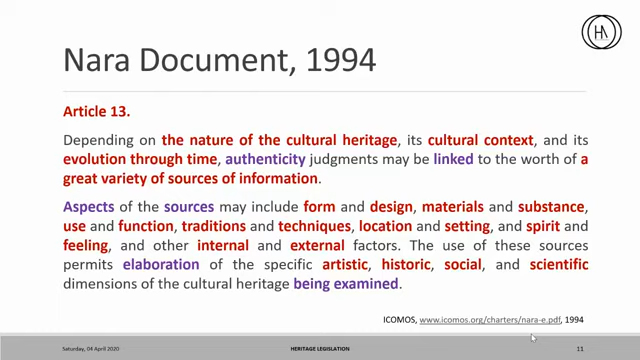 HA
Nara Document, 1994
Article 13.
Depending on the nature of the cultural heritage, its cultural context, and its
evolution through time, authenticity judgments may be linked to the worth of a
great variety of sources of information.
Aspects of the sources may include form and design, materials and substance,
use and function, traditions and techniques, location and setting, and spirit and
feeling, and other internal and external factors. The use of these sources
permits elaboration of the specific artistic, historic, social, and scientific
dimensions of the cultural heritage being examined.
ICOMOS, www.icomos.org/charters/nara-e.pdf, 1994
Saturday, 04 April 2020 HERITAGE LEGISLATION 11